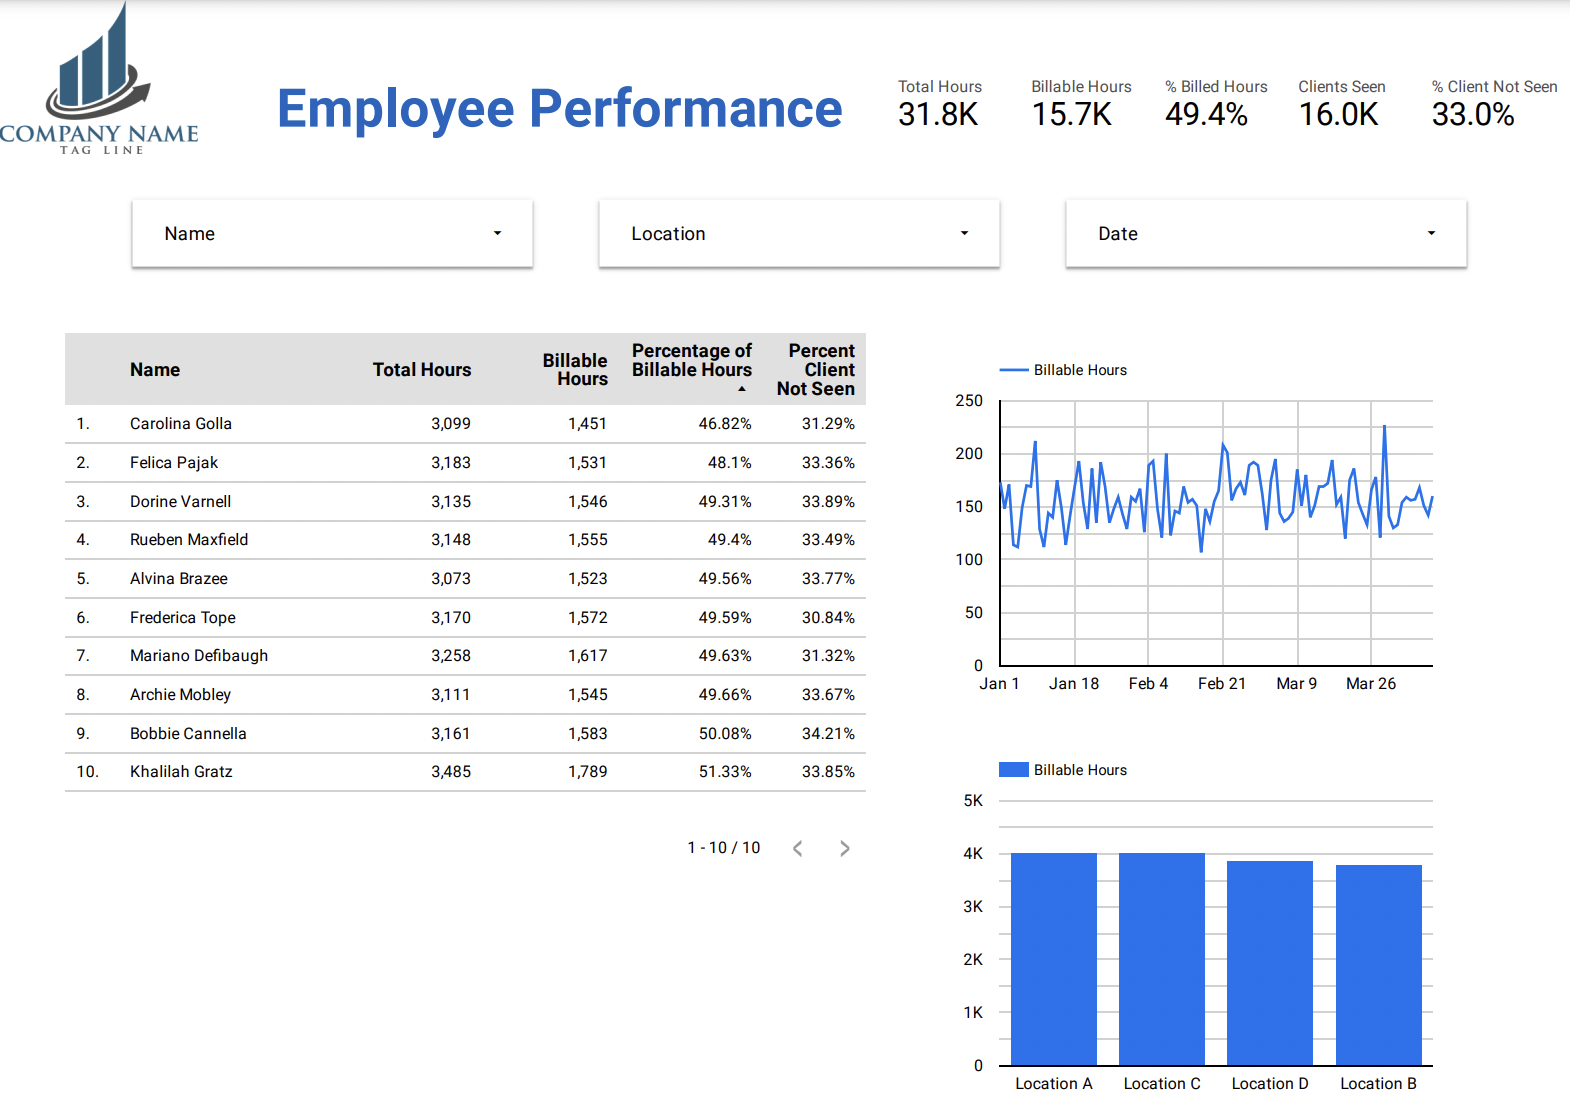 COMPANY NAME
TAG LINE
Employee Performance
Total Hours
31.8K
Billable Hours
15.7K
% Billed Hours
49.4%
Clients Seen
16.0K
% Client Not Seen
33.0%
Name
Location
Date
Name Total Hours Billable Hours Percentage of Billable Hours Percent Client Not Seen
1. Carolina Golla 3,099 1,451 46.82% 31.29%
2. Felica Pajak 3,183 1,531 48.1% 33.36%
3. Dorine Varnell 3,135 1,546 49.31% 33.89%
4. Rueben Maxfield 3,148 1,555 49.4% 33.49%
5. Alvina Brazee 3,073 1,523 49.56% 33.77%
6. Frederica Tope 3,170 1,572 49.59% 30.84%
7. Mariano Defibaugh 3,258 1,617 49.63% 31.32%
8. Archie Mobley 3,111 1,545 49.66% 33.67%
9. Bobbie Cannella 3,161 1,583 50.08% 34.21%
10. Khalilah Gratz 3,485 1,789 51.33% 33.85%
1 - 10 / 10
Billable Hours
250
200
150
100
50
0
Jan 1 Jan 18 Feb 4 Feb 21 Mar 9 Mar 26
Billable Hours
5K
4K
3K
2K
1K
0
Location A Location C Location D Location B